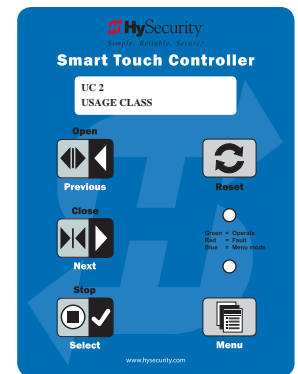 HySecurity
Simple. Reliable. Secure.
Smart Touch Controller
UC 2
USAGE CLASS
Open
Previous
Reset
Close
Next
Green = Operate
Red = Fault
Blue = Menu mode
Stop
Select
Menu
www.hysecurity.com